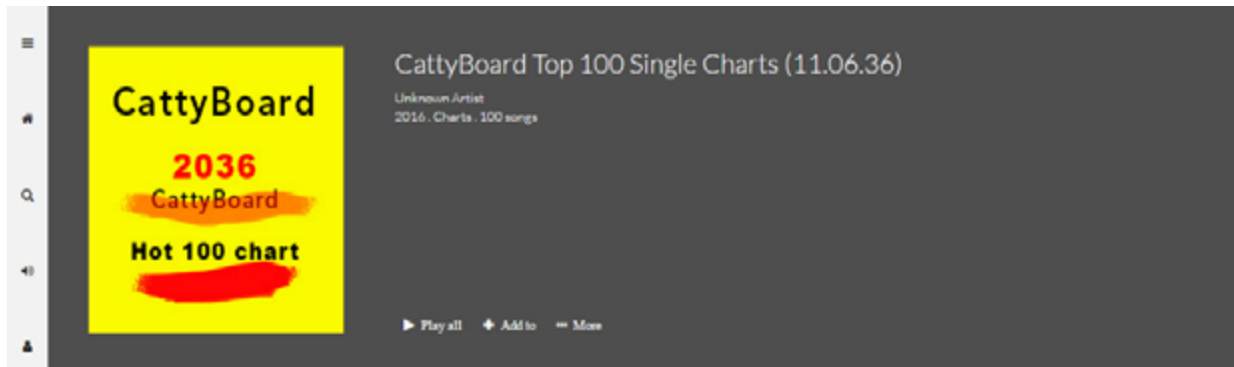 CattyBoard
2036
CattyBoard
Hot 100 chart
CattyBoard Top 100 Single Charts (11.06.36)
Unknown Artist
2016 . Charts . 100 songs
Play all Add to More